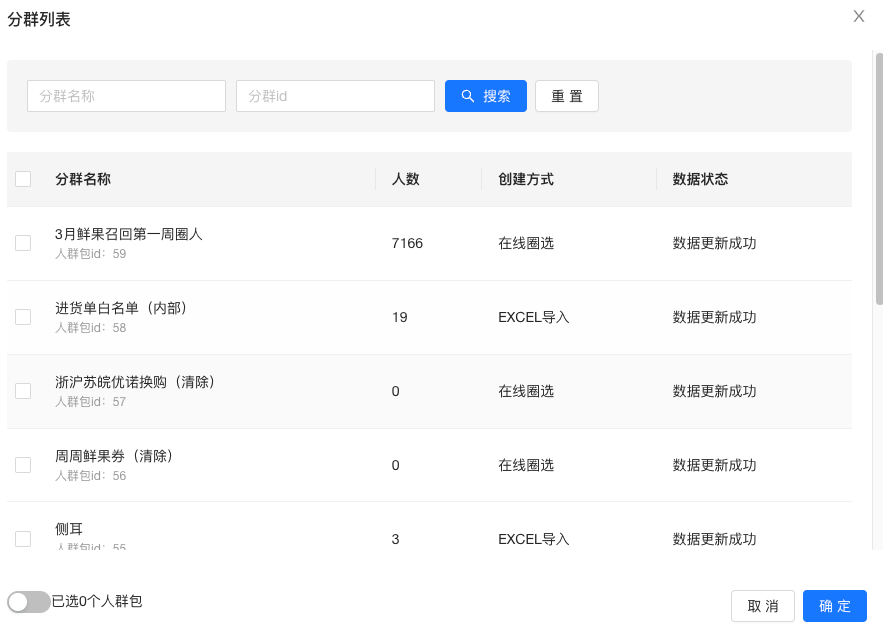 分群列表
分群名称
分群id
搜索
重 置
分群名称 人数 创建方式 数据状态
3月鲜果召回第一周圈人
人群包id：59
7166 在线圈选 数据更新成功
进货单白名单（内部）
人群包id：58
19 EXCEL导入 数据更新成功
浙沪苏皖优诺换购（清除）
人群包id：57
0 在线圈选 数据更新成功
周周鲜果券（清除）
人群包id：56
0 在线圈选 数据更新成功
侧耳
人群包id：55
3 EXCEL导入 数据更新成功
已选0个人群包
取 消
确 定